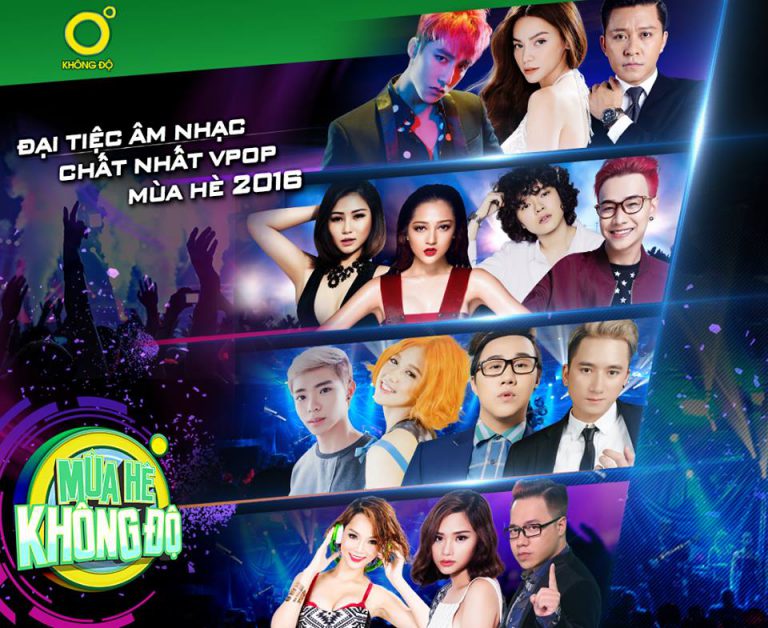 KHÔNG ĐỘ
ĐẠI TIỆC ÂM NHẠC
CHẤT NHẤT VPOP
MÙA HÈ 2016
MÙA HÈ
KHÔNG ĐỘ